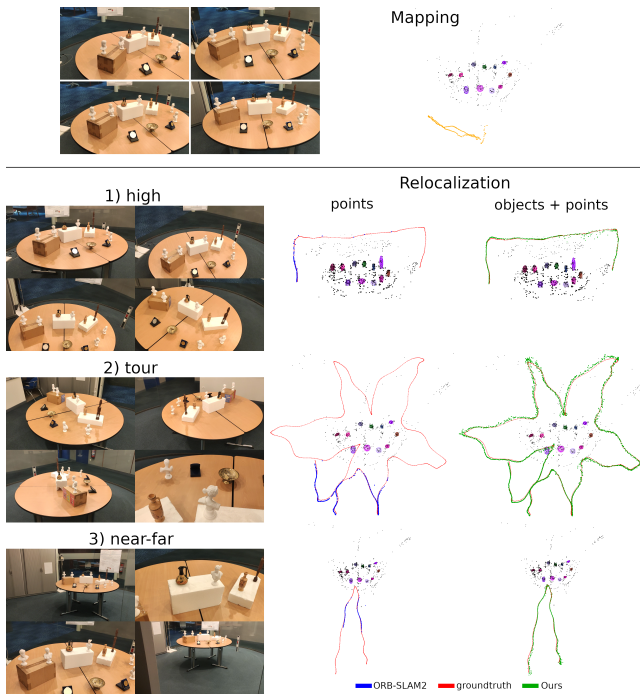 Mapping
Relocalization
1) high
points
objects + points
2) tour
3) near-far
ORB-SLAM2
groundtruth
Ours